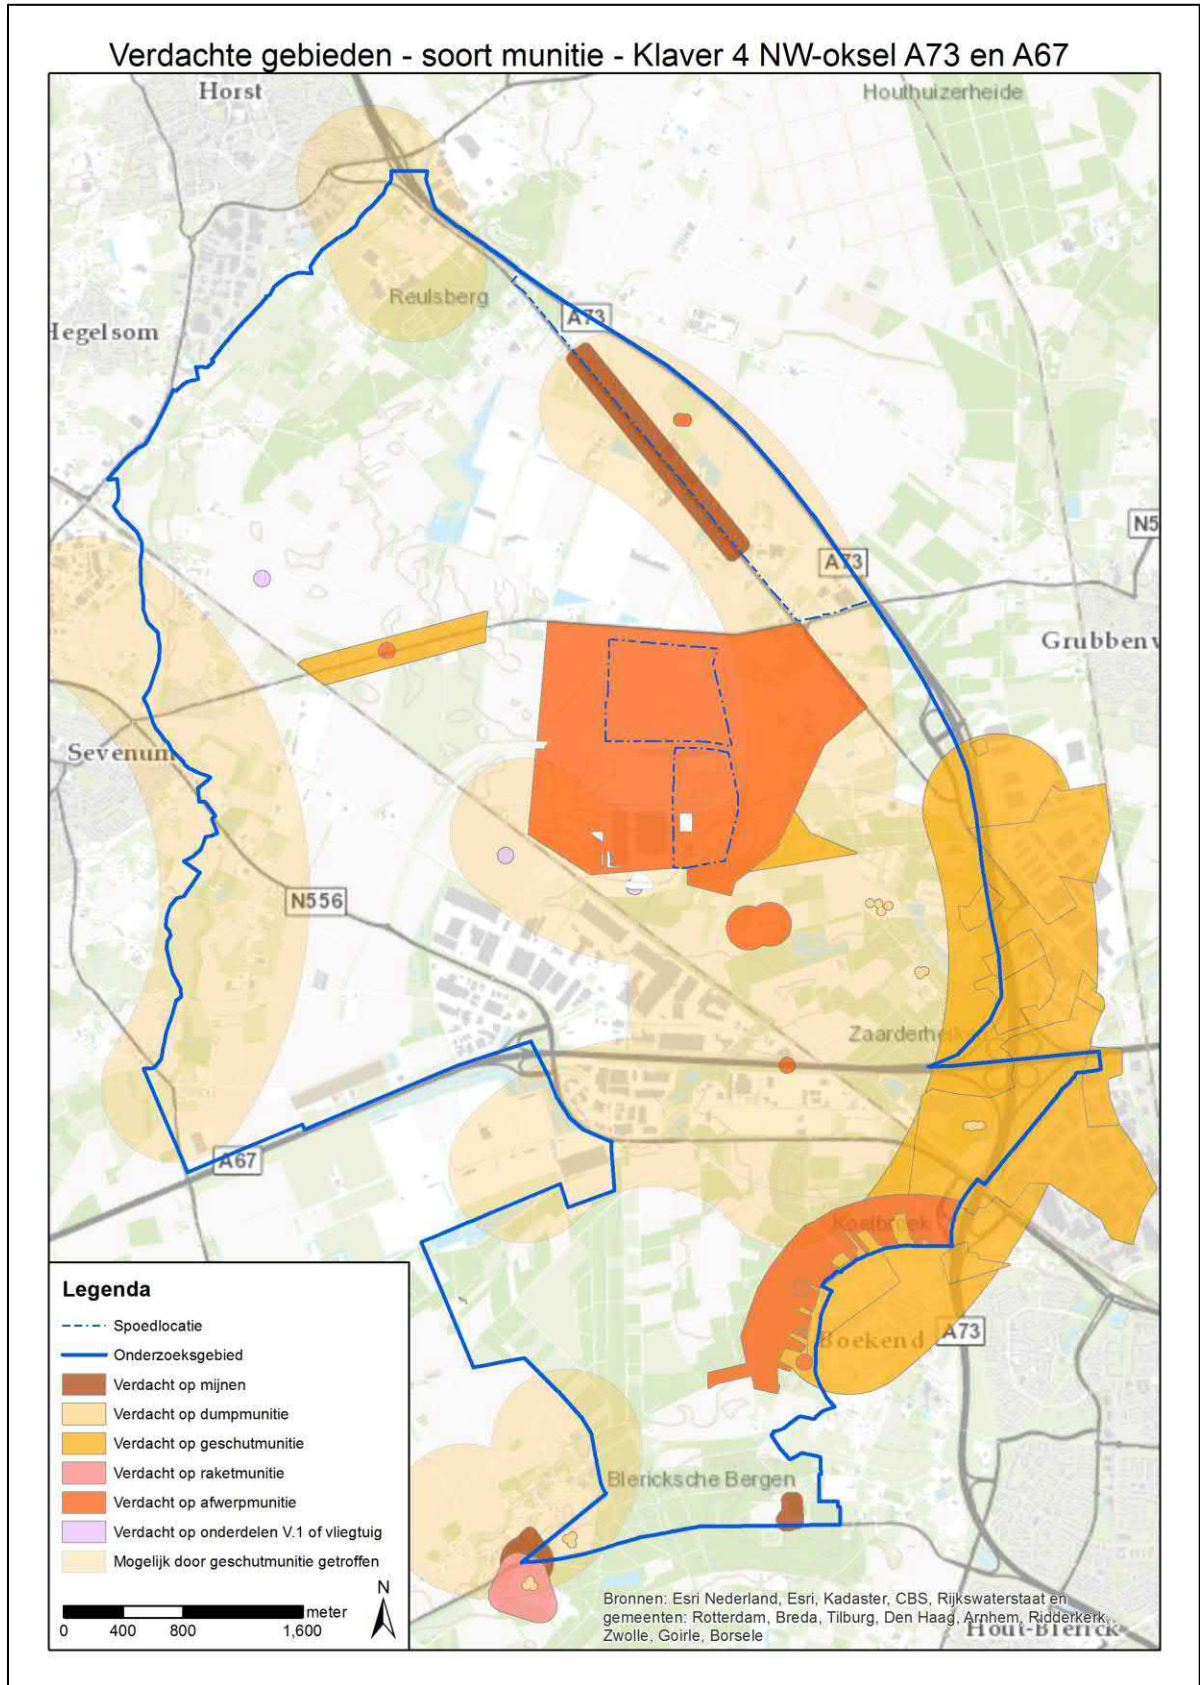 Verdachte gebieden - soort munitie - Klaver 4 NW-oksel A73 en A67
Horst
Houthuizerheide
Reulsberg
Hegelsom
A73
N5
A73
Grubbenv
Sevenum
N556
Zaarderheiken
A67
Koelbroek
Boekend
A73
Blericksche Bergen
Legenda
Spoedlocatie
Onderzoeksgebied
Verdacht op mijnen
Verdacht op dumpmunitie
Verdacht op geschutmunitie
Verdacht op raketmunitie
Verdacht op afwerpmunitie
Verdacht op onderdelen V.1 of vliegtuig
Mogelijk door geschutmunitie getroffen
N
meter
0 400 800 1,600
Bronnen: Esri Nederland, Esri, Kadaster, CBS, Rijkswaterstaat en
gemeenten: Rotterdam, Breda, Tilburg, Den Haag, Arnhem, Ridderkerk,
Zwolle, Goirle, Borsele
Hout-Blerick